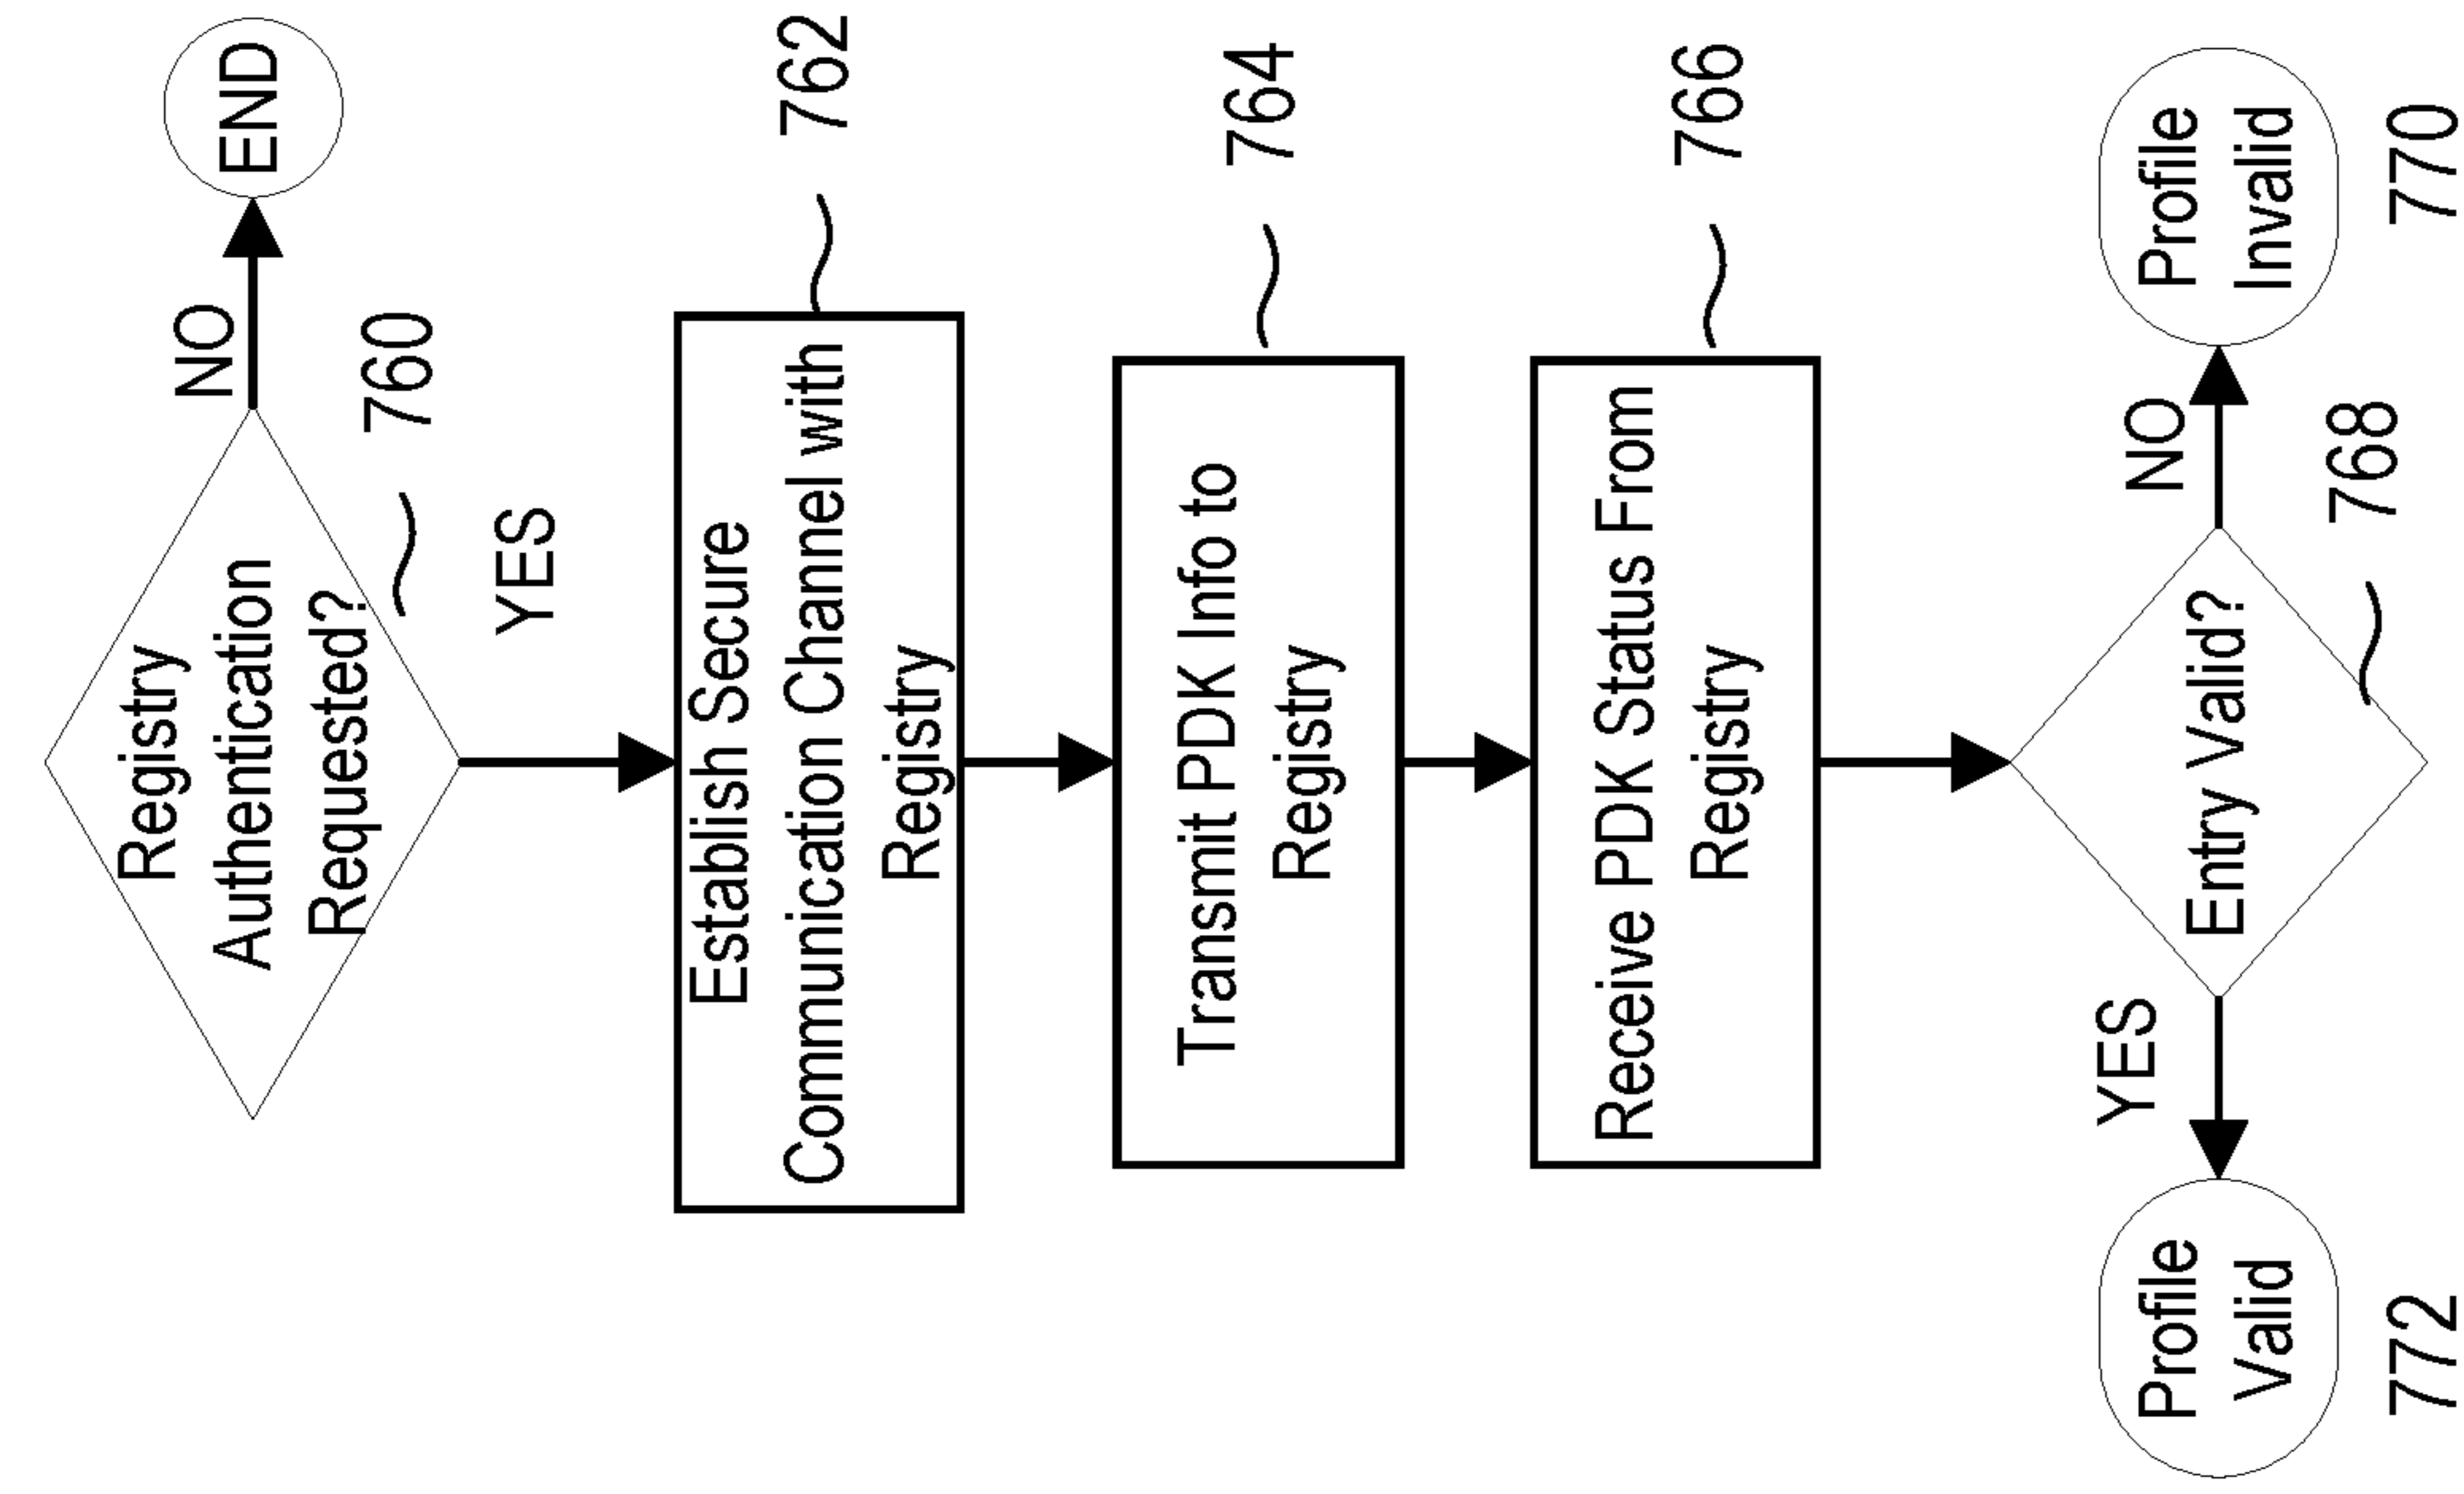 Registry
Authentication
Requested?
NO
END
760
YES
Establish Secure
Communication Channel with
Registry
762
Transmit PDK Info to
Registry
764
Receive PDK Status From
Registry
766
Entry Valid?
768
YES
NO
Profile
Valid
772
Profile
Invalid
770